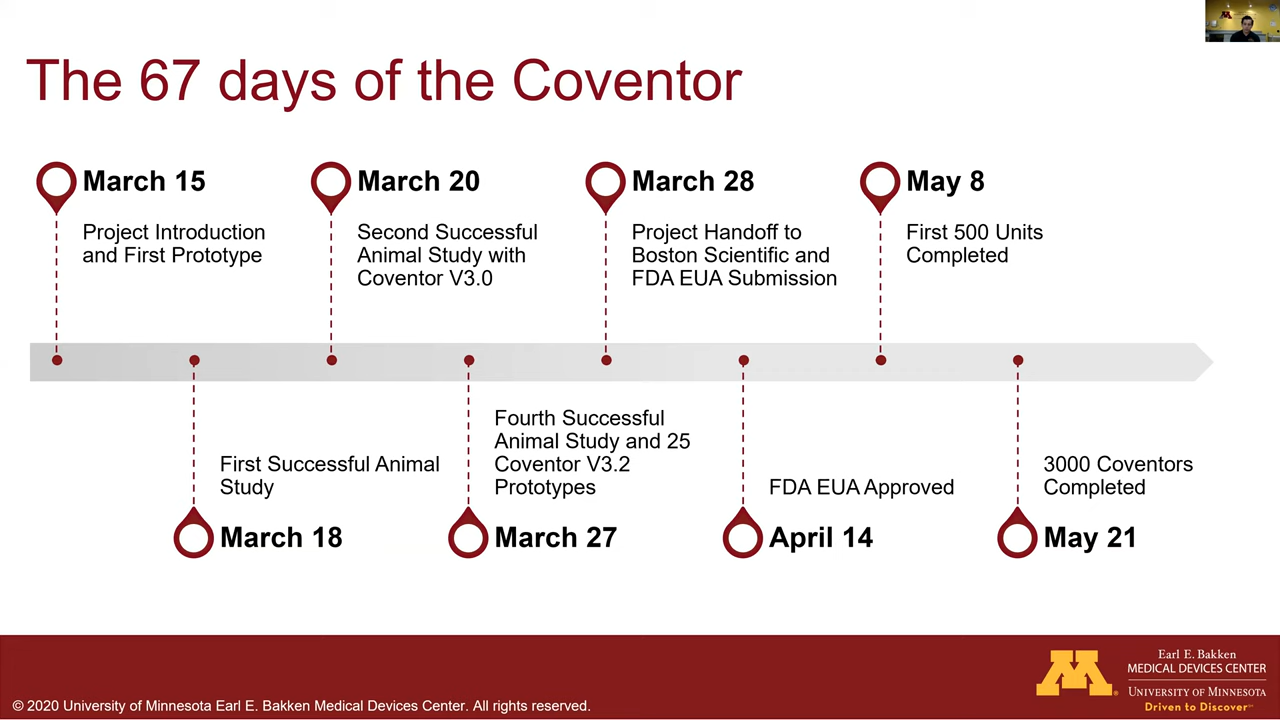 The 67 days of the Coventor
March 15
Project Introduction
and First Prototype
March 18
First Successful Animal
Study
March 20
Second Successful
Animal Study with
Coventor V3.0
March 27
Fourth Successful
Animal Study and 25
Coventor V3.2
Prototypes
March 28
Project Handoff to
Boston Scientific and
FDA EUA Submission
April 14
FDA EUA Approved
May 8
First 500 Units
Completed
May 21
3000 Coventors
Completed
© 2020 University of Minnesota Earl E. Bakken Medical Devices Center. All rights reserved.
M
Earl E. Bakken
MEDICAL DEVICES CENTER
UNIVERSITY OF MINNESOTA
Driven to Discover℠